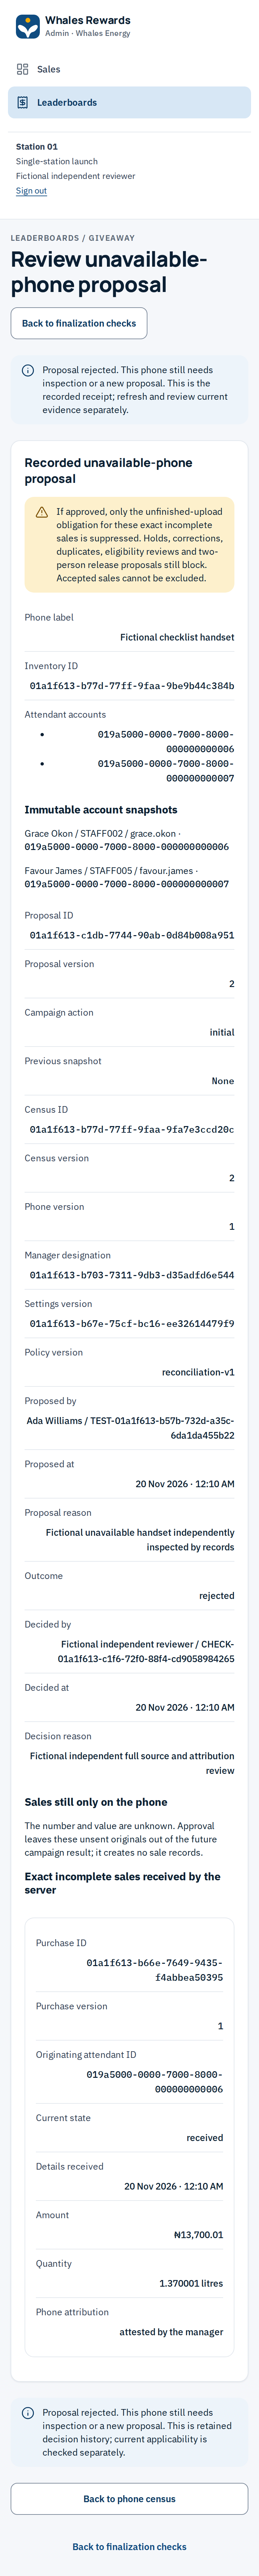 Whales Rewards
Admin · Whales Energy
Sales
Leaderboards
Station 01
Single-station launch
Fictional independent reviewer
Sign out
LEADERBOARDS / GIVEAWAY
Review unavailable-
phone proposal
Back to finalization checks
Proposal rejected. This phone still needs
inspection or a new proposal. This is the
recorded receipt; refresh and review current
evidence separately.
Recorded unavailable-phone
proposal
If approved, only the unfinished-upload
obligation for these exact incomplete
sales is suppressed. Holds, corrections,
duplicates, eligibility reviews and two-
person release proposals still block.
Accepted sales cannot be excluded.
Phone label
Fictional checklist handset
Inventory ID
01a1f613-b77d-77ff-9faa-9be9b44c384b
Attendant accounts
• 019a5000-0000-7000-8000-
000000000006
• 019a5000-0000-7000-8000-
000000000007
Immutable account snapshots
Grace Okon / STAFF002 / grace.okon ·
019a5000-0000-7000-8000-000000000006
Favour James / STAFF005 / favour.james ·
019a5000-0000-7000-8000-000000000007
Proposal ID
01a1f613-c1db-7744-90ab-0d84b008a951
Proposal version
2
Campaign action
initial
Previous snapshot
None
Census ID
01a1f613-b77d-77ff-9faa-9fa7e3ccd20c
Census version
2
Phone version
1
Manager designation
01a1f613-b703-7311-9db3-d35adfd6e544
Settings version
01a1f613-b67e-75cf-bc16-ee32614479f9
Policy version
reconciliation-v1
Proposed by
Ada Williams / TEST-01a1f613-b57b-732d-a35c-
6da1da455b22
Proposed at
20 Nov 2026 · 12:10 AM
Proposal reason
Fictional unavailable handset independently
inspected by records
Outcome
rejected
Decided by
Fictional independent reviewer / CHECK-
01a1f613-c1f6-72f0-88f4-cd9058984265
Decided at
20 Nov 2026 · 12:10 AM
Decision reason
Fictional independent full source and attribution
review
Sales still only on the phone
The number and value are unknown. Approval
leaves these unsent originals out of the future
campaign result; it creates no sale records.
Exact incomplete sales received by the
server
Purchase ID
01a1f613-b66e-7649-9435-
f4abbea50395
Purchase version
1
Originating attendant ID
019a5000-0000-7000-8000-
000000000006
Current state
received
Details received
20 Nov 2026 · 12:10 AM
Amount
₦13,700.01
Quantity
1.370001 litres
Phone attribution
attested by the manager
Proposal rejected. This phone still needs
inspection or a new proposal. This is retained
decision history; current applicability is
checked separately.
Back to phone census
Back to finalization checks